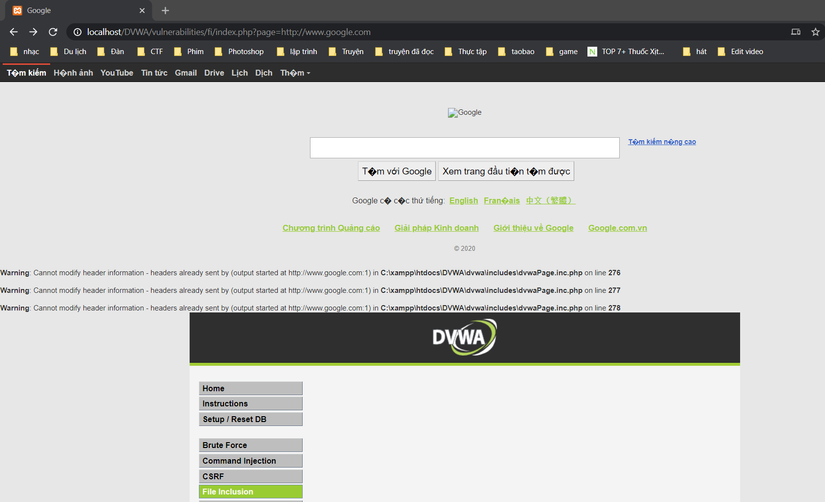 Google
localhost/DVWA/vulnerabilities/fi/index.php?page=http://www.google.com
nhạc Du lịch Đàn CTF Phim Photoshop lập trình Truyện truyện đã đọc Thực tập taobao game N TOP 7+ Thuốc Xịt... hát Edit video
T�m kiếm H�nh ảnh YouTube Tin tức Gmail Drive Lịch Dịch Th�m
Google
T�m kiếm n�ng cao
T�m với Google Xem trang đầu ti�n t�m được
Google c� c�c thứ tiếng: English Fran�ais 中文（繁體）
Chương trình Quảng cáo Giải pháp Kinh doanh Giới thiệu về Google Google.com.vn
© 2020
Warning: Cannot modify header information - headers already sent by (output started at http://www.google.com:1) in C:\xampp\htdocs\DVWA\dvwa\includes\dvwaPage.inc.php on line 276
Warning: Cannot modify header information - headers already sent by (output started at http://www.google.com:1) in C:\xampp\htdocs\DVWA\dvwa\includes\dvwaPage.inc.php on line 277
Warning: Cannot modify header information - headers already sent by (output started at http://www.google.com:1) in C:\xampp\htdocs\DVWA\dvwa\includes\dvwaPage.inc.php on line 278
DVWA
Home
Instructions
Setup / Reset DB
Brute Force
Command Injection
CSRF
File Inclusion